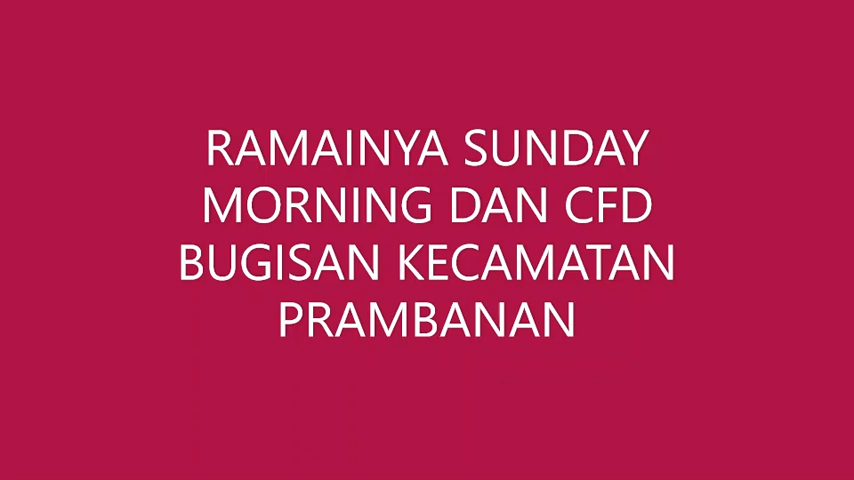 RAMAINYA SUNDAY
MORNING DAN CFD
BUGISAN KECAMATAN
PRAMBANAN